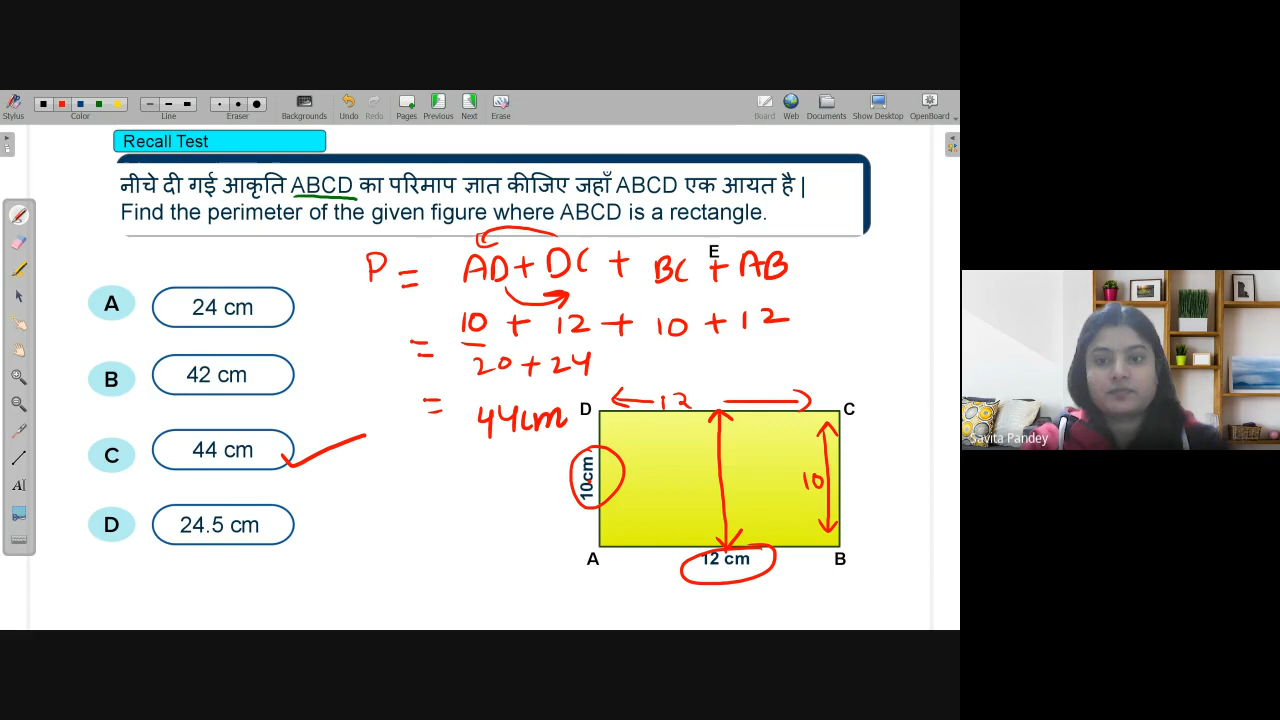 Stylus
Color
Line
Eraser
Backgrounds
Undo
Redo
Pages
Previous
Next
Erase
Board
Web
Documents
Show Desktop
OpenBoard
Recall Test
नीचे दी गई आकृति ABCD का परिमाप ज्ञात कीजिए जहाँ ABCD एक आयत है |
Find the perimeter of the given figure where ABCD is a rectangle.
E
P = AD + DC + BC + AB
= 10 + 12 + 10 + 12
20 + 24
= 44cm
A 24 cm
B 42 cm
C 44 cm
D 24.5 cm
D 12 C
10cm
10
A 12 cm B
Savita Pandey